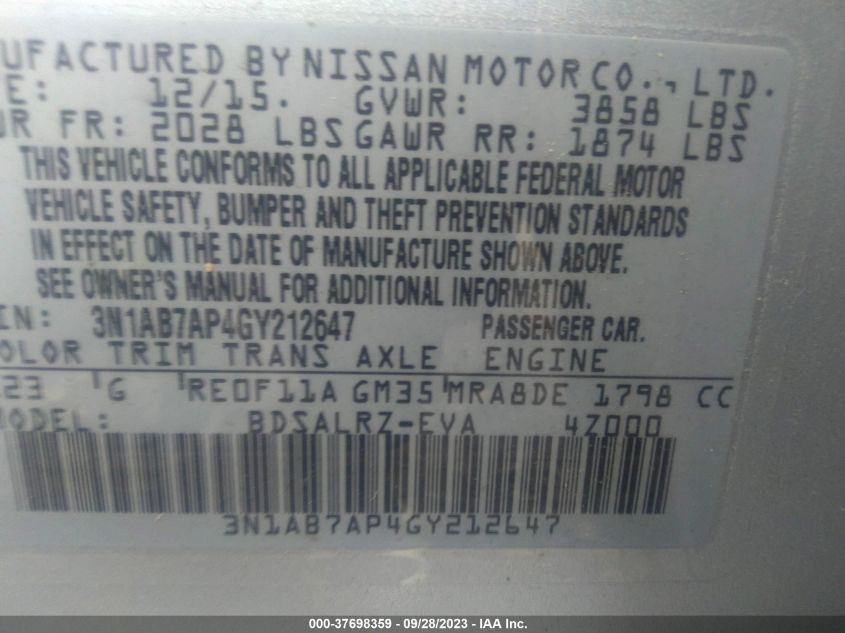 UFACTURED BY NISSAN MOTOR CO., LTD.
E: 12/15. GVWR: 3858 LBS
WR FR: 2028 LBS GAWR RR: 1874 LBS
THIS VEHICLE CONFORMS TO ALL APPLICABLE FEDERAL MOTOR
VEHICLE SAFETY, BUMPER AND THEFT PREVENTION STANDARDS
IN EFFECT ON THE DATE OF MANUFACTURE SHOWN ABOVE.
SEE OWNER'S MANUAL FOR ADDITIONAL INFORMATION.
IN: 3N1AB7AP4GY212647 PASSENGER CAR.
OLOR TRIM TRANS AXLE ENGINE
23 G RE0F11A GM35 MRA8DE 1798 CC
MODEL: BDSALRZ-EVA 4Z000
3N1AB7AP4GY212647
000-37698359 - 09/28/2023 - IAA Inc.